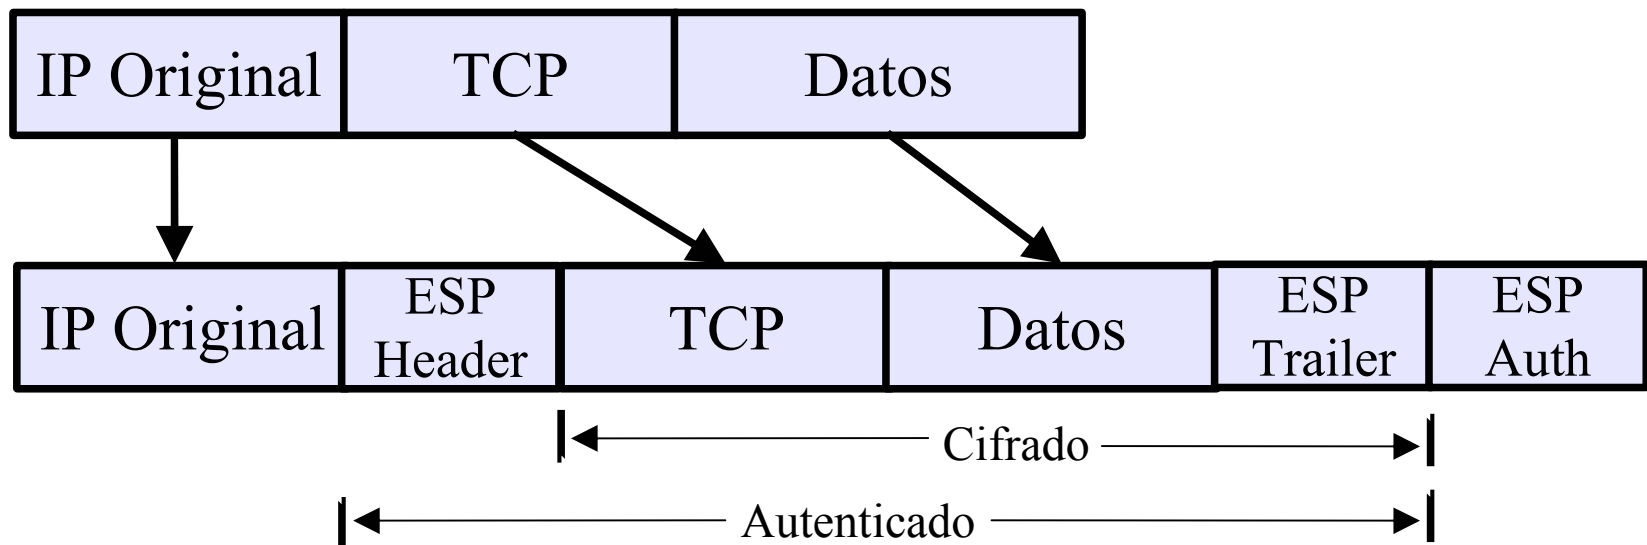 IP Original TCP Datos
IP Original ESP Header TCP Datos ESP Trailer ESP Auth
Cifrado
Autenticado